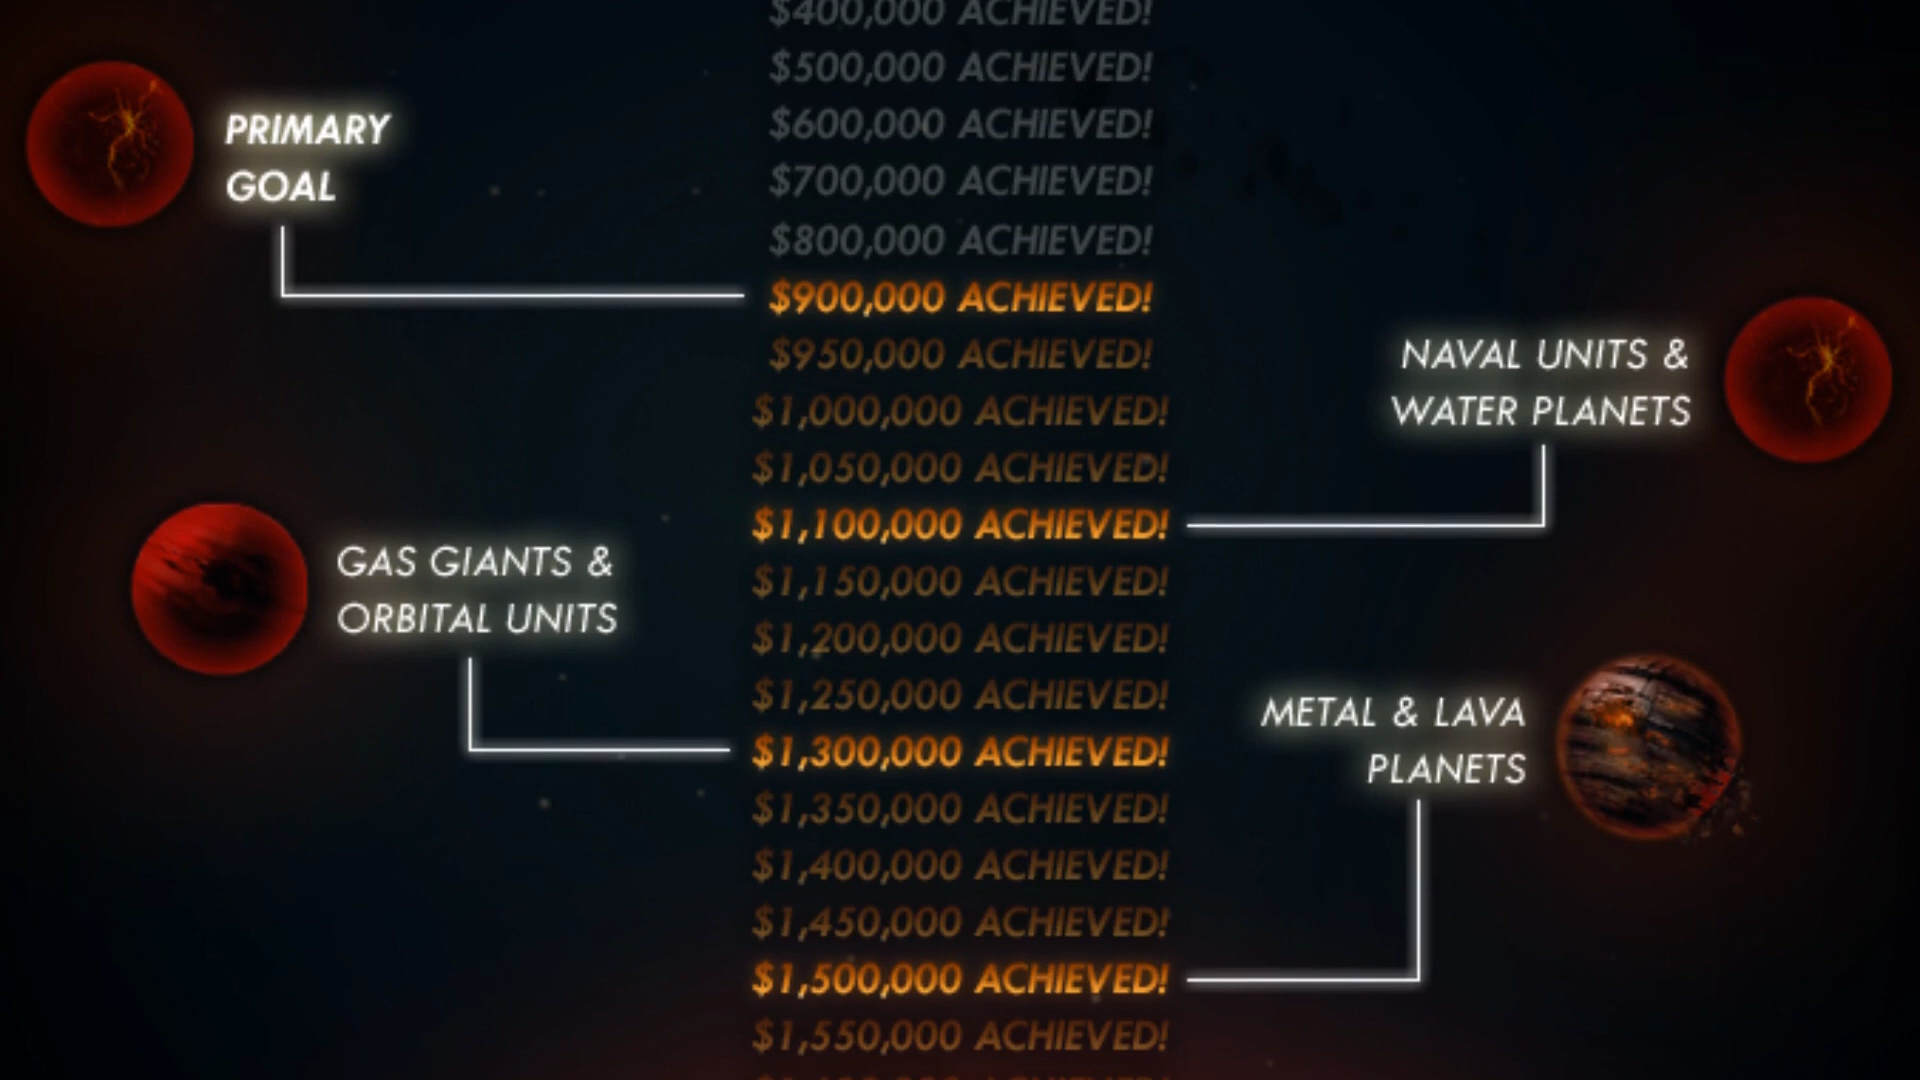 $400,000 ACHIEVED!
$500,000 ACHIEVED!
PRIMARY
GOAL
$600,000 ACHIEVED!
$700,000 ACHIEVED!
$800,000 ACHIEVED!
$900,000 ACHIEVED!
$950,000 ACHIEVED!
NAVAL UNITS &
WATER PLANETS
$1,000,000 ACHIEVED!
$1,050,000 ACHIEVED!
$1,100,000 ACHIEVED!
GAS GIANTS &
ORBITAL UNITS
$1,150,000 ACHIEVED!
$1,200,000 ACHIEVED!
$1,250,000 ACHIEVED!
METAL & LAVA
PLANETS
$1,300,000 ACHIEVED!
$1,350,000 ACHIEVED!
$1,400,000 ACHIEVED!
$1,450,000 ACHIEVED!
$1,500,000 ACHIEVED!
$1,550,000 ACHIEVED!